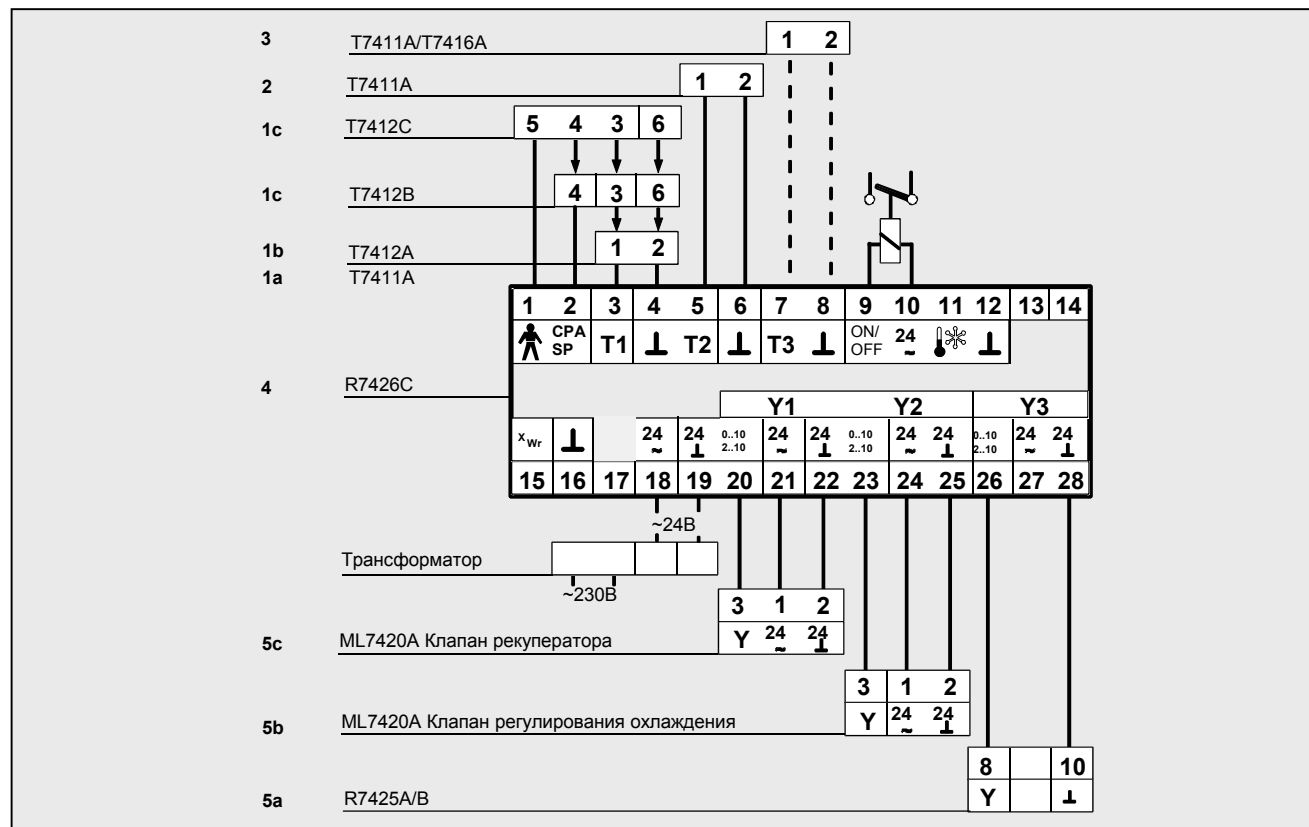 3 T7411A/T7416A 1 2
2 T7411A 1 2
1c T7412C 5 4 3 6
1c T7412B 4 3 6
1b T7412A 1 2
1a T7411A
1 2 3 4 5 6 7 8 9 10 11 12 13 14
CPA SP T1 T2 T3 ON/OFF 24 ~
4 R7426C
Y1 Y2 Y3
XWr 24 ~ 24 0..10 2..10 24 ~ 24 0..10 2..10 24 ~ 24 0..10 2..10 24 ~ 24
15 16 17 18 19 20 21 22 23 24 25 26 27 28
~24В
Трансформатор
~230В
3 1 2
5c ML7420A Клапан рекуператора Y 24 ~ 24
3 1 2
5b ML7420A Клапан регулирования охлаждения Y 24 ~ 24
8 10
5a R7425A/B Y